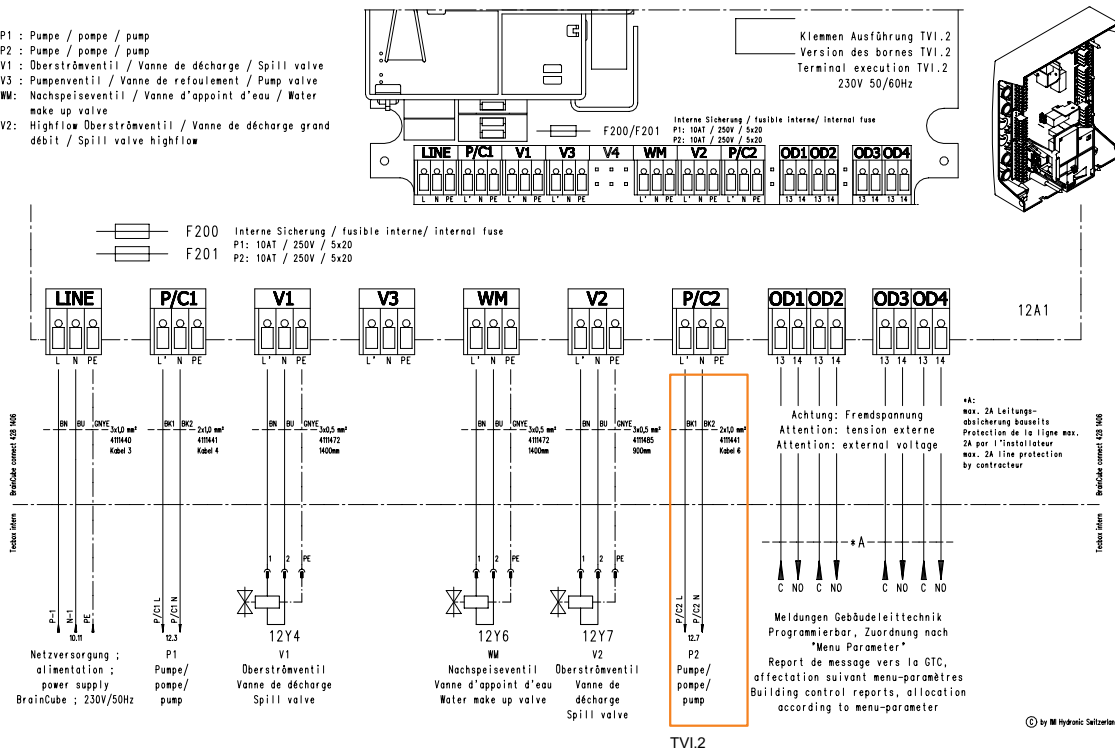 P1 : Pumpe / pompe / pump
P2 : Pumpe / pompe / pump
V1 : Oberströmventil / Vanne de décharge / Spill valve
V3 : Pumpenventil / Vanne de refoulement / Pump valve
WM: Nachspeiseventil / Vanne d'appoint d'eau / Water
make up valve
V2: Highflow Oberströmventil / Vanne de décharge grand
débit / Spill valve highflow
Klemmen Ausführung TVI.2
Version des bornes TVI.2
Terminal execution TVI.2
230V 50/60Hz
F200/F201
Interne Sicherung / fusible interne/ internal fuse
P1: 10AT / 250V / 5x20
P2: 10AT / 250V / 5x20
LINE P/C1 V1 V3 V4 WM V2 P/C2 OD1 OD2 OD3 OD4
L N PE L' N PE L' N PE L' N PE L' N PE L' N PE L' N PE 13 14 13 14 13 14 13 14
F200 Interne Sicherung / fusible interne/ internal fuse
P1: 10AT / 250V / 5x20
F201 P2: 10AT / 250V / 5x20
LINE P/C1 V1 V3 WM V2 P/C2 OD1 OD2 OD3 OD4
12A1
L N PE L' N PE L' N PE L' N PE L' N PE L' N PE L' N PE 13 14 13 14 13 14 13 14
BN BU GNYE 3x1,0 mm²
4111440
Kabel 3
BK1 BK2 2x1,0 mm²
4111441
Kabel 4
BN BU GNYE 3x0,5 mm²
4111472
1400mm
BN BU GNYE 3x0,5 mm²
4111472
1400mm
BN BU GNYE 3x0,5 mm²
4111485
900mm
BK1 BK2 2x1,0 mm²
4111441
Kabel 6
Achtung: Fremdspannung
Attention: tension externe
Attention: external voltage
*A:
max. 2A Leitungs-
absicherung bauseits
Protection de la ligne max.
2A par l'installateur
max. 2A line protection
by contracteur
BrainCube connect 428 1406
BrainCube connect 428 1406
Tecbox intern
Tecbox intern
*A
1 2 PE
1 2 PE
1 2 PE
C NO C NO C NO C NO
P-1 N-1 PE
10.11
Netzversorgung ;
alimentation ;
power supply
BrainCube ; 230V/50Hz
P/C1 L P/C1 N
12.3
P1
Pumpe/
pompe/
pump
12Y4
V1
Oberströmventil
Vanne de décharge
Spill valve
12Y6
WM
Nachspeiseventil
Vanne d'appoint d'eau
Water make up valve
12Y7
V2
Oberströmventil
Vanne de
décharge
Spill valve
P/C2 L P/C2 N
12.7
P2
Pumpe/
pompe/
pump
Meldungen Gebäudeleittechnik
Programmierbar, Zuordnung nach
"Menu Parameter"
Report de message vers la GTC,
affectation suivant menu-paramètres
Building control reports, allocation
according to menu-parameter
© by IMI Hydronic Switzerlan
TVI.2